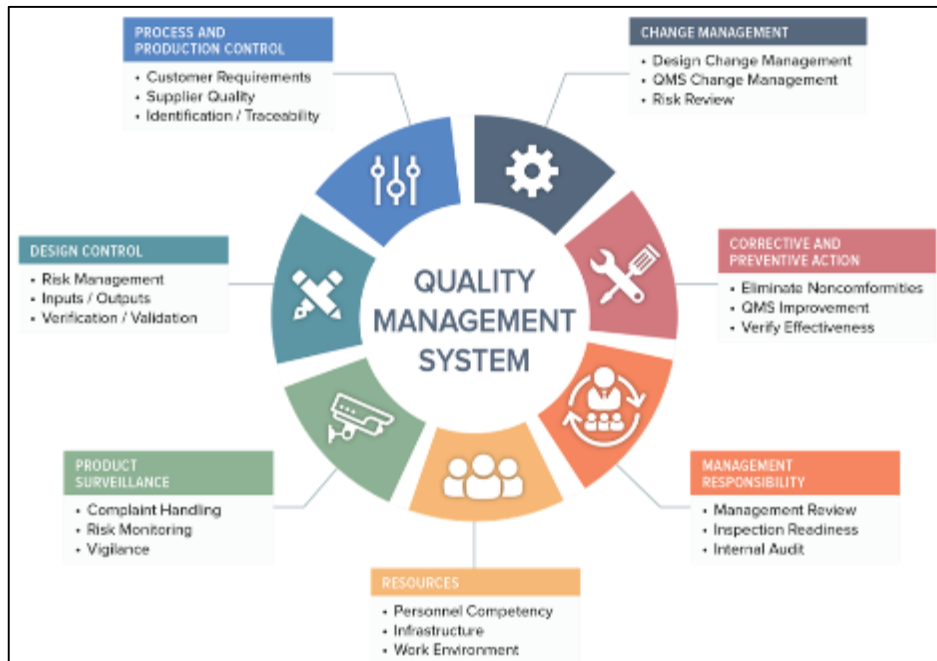 PROCESS AND
PRODUCTION CONTROL
• Customer Requirements
• Supplier Quality
• Identification / Traceability
CHANGE MANAGEMENT
• Design Change Management
• QMS Change Management
• Risk Review
DESIGN CONTROL
• Risk Management
• Inputs / Outputs
• Verification / Validation
QUALITY
MANAGEMENT
SYSTEM
CORRECTIVE AND
PREVENTIVE ACTION
• Eliminate Noncomformities
• QMS Improvement
• Verify Effectiveness
PRODUCT
SURVEILLANCE
• Complaint Handling
• Risk Monitoring
• Vigilance
MANAGEMENT
RESPONSIBILITY
• Management Review
• Inspection Readiness
• Internal Audit
RESOURCES
• Personnel Competency
• Infrastructure
• Work Environment